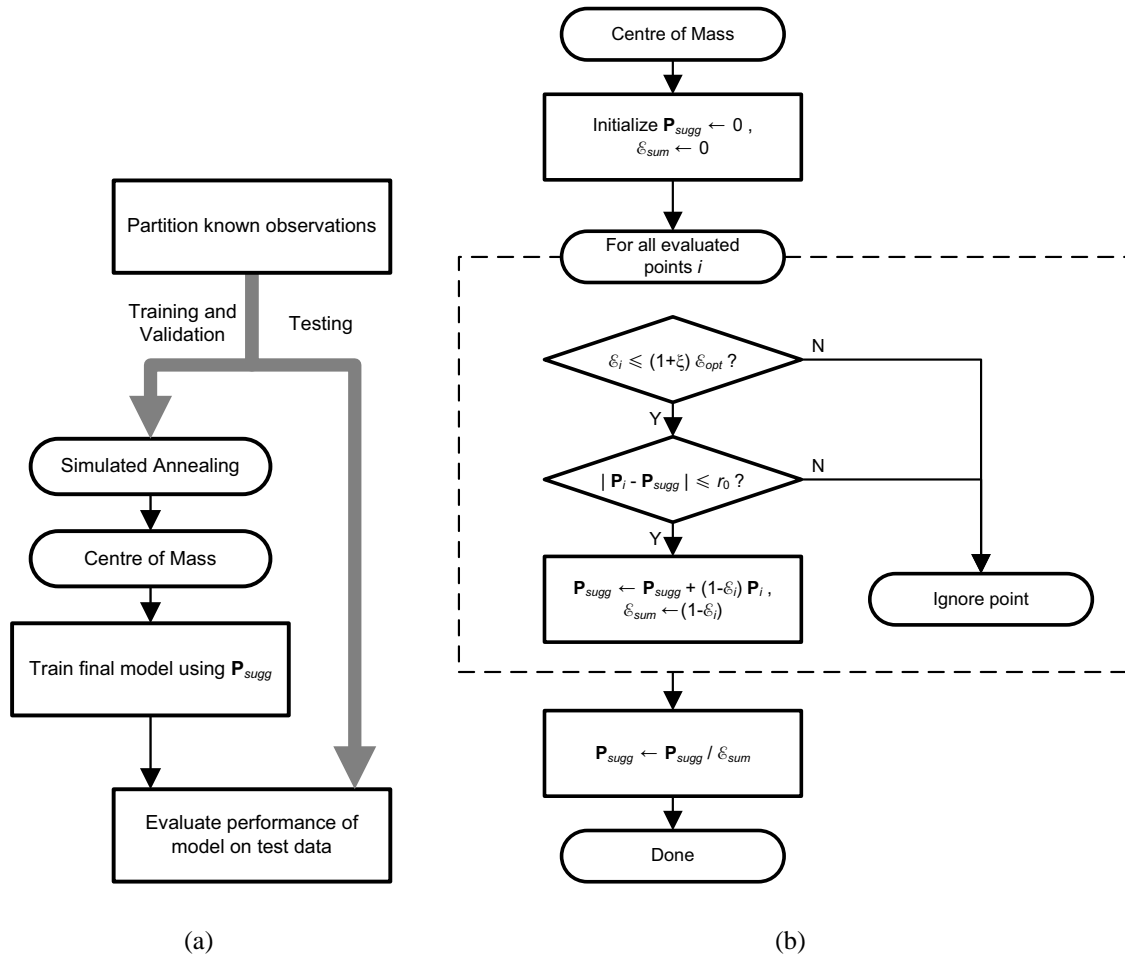 Partition known observations
Training and
Validation
Testing
Simulated Annealing
Centre of Mass
Train final model using P_sugg
Evaluate performance of
model on test data
(a)
Centre of Mass
Initialize P_sugg ← 0 ,
ℰ_sum ← 0
For all evaluated
points i
ℰ_i ⩽ (1+ξ) ℰ_opt ?
N
Y
| P_i - P_sugg | ⩽ r_0 ?
N
Y
P_sugg ← P_sugg + (1-ℰ_i) P_i ,
ℰ_sum ←(1-ℰ_i)
Ignore point
P_sugg ← P_sugg / ℰ_sum
Done
(b)